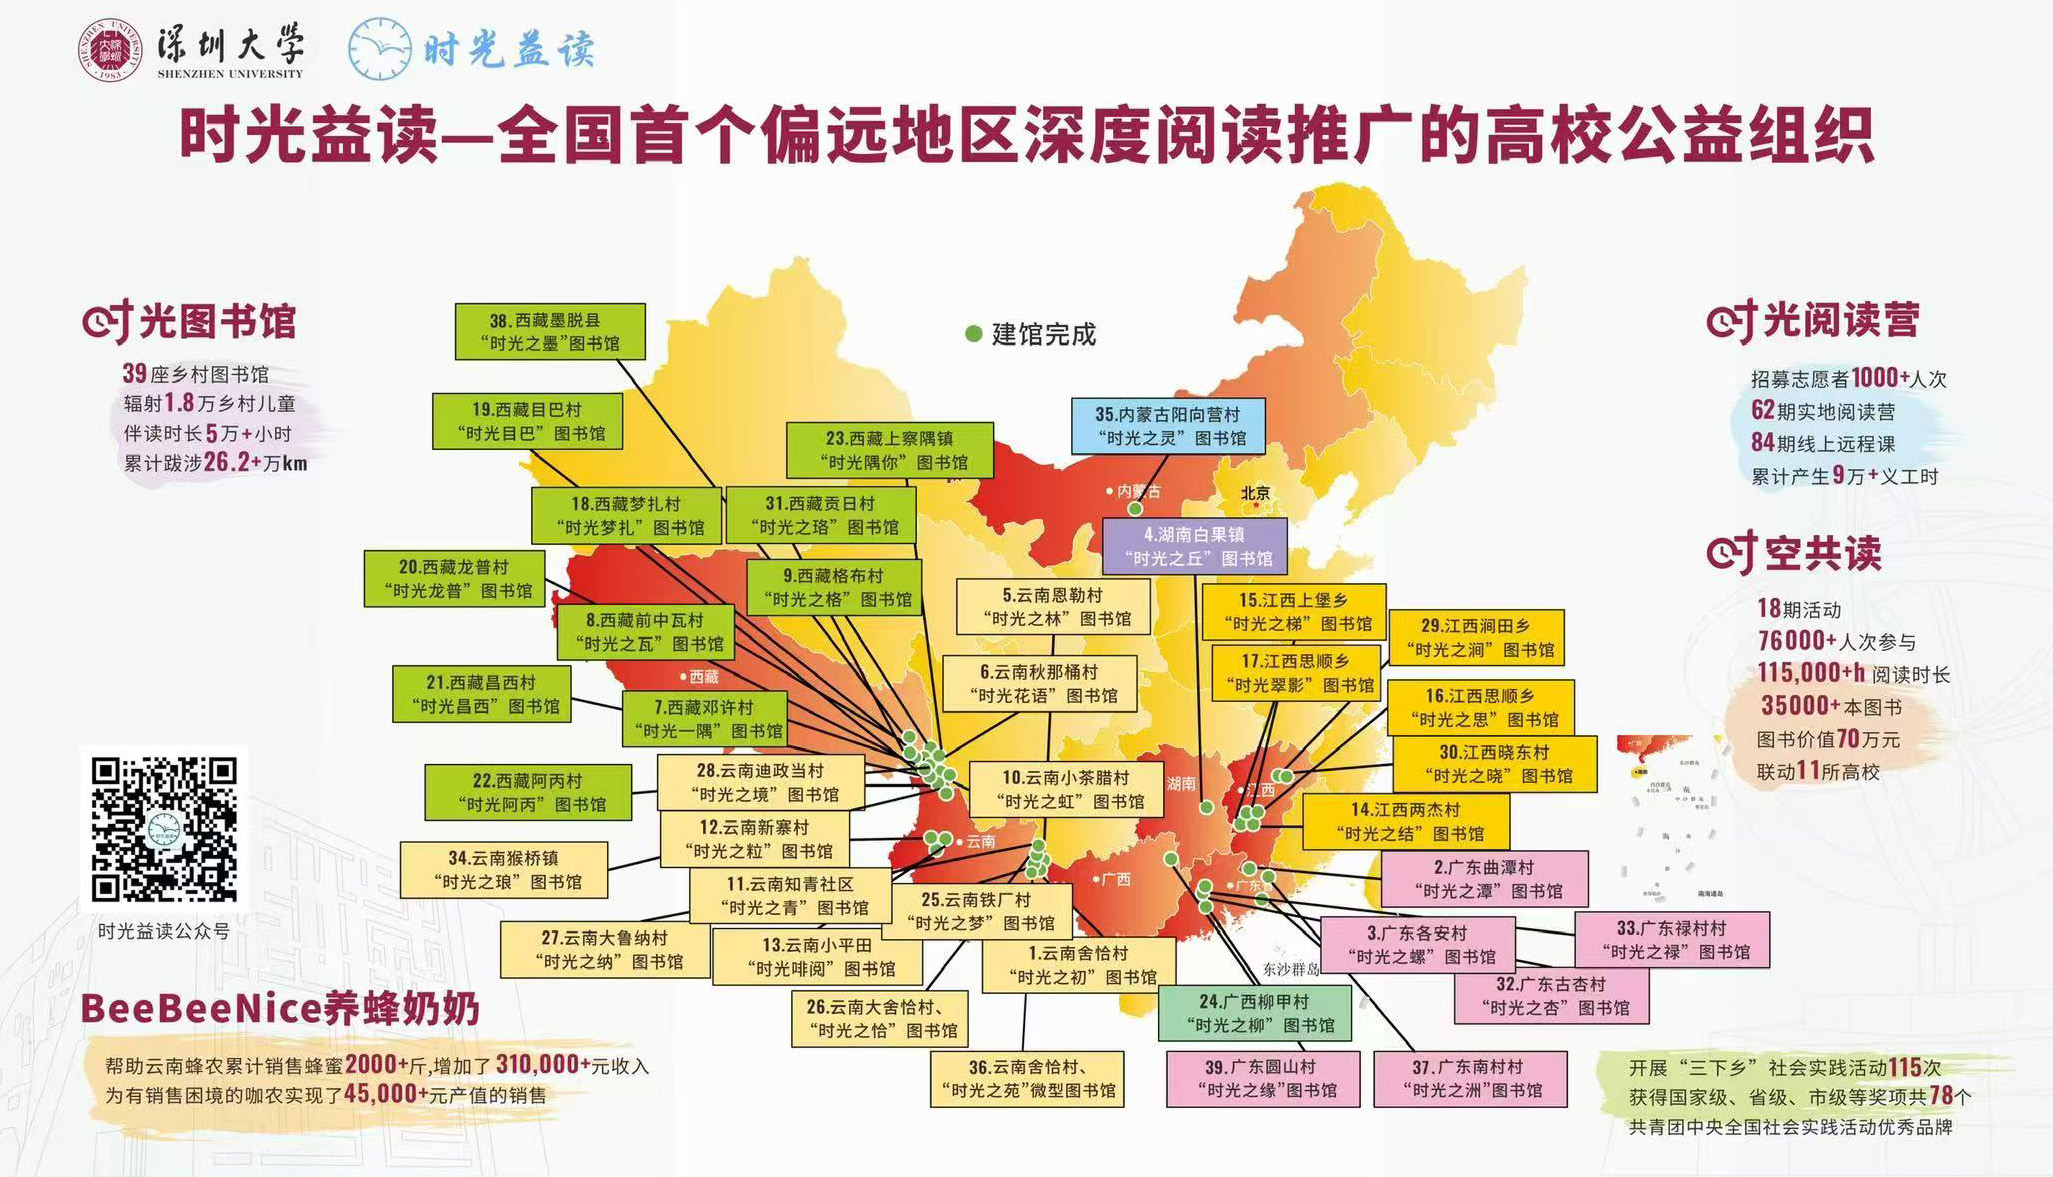 深圳大学
SHENZHEN UNIVERSITY
时光益读
时光益读—全国首个偏远地区深度阅读推广的高校公益组织
时光图书馆
39座乡村图书馆
辐射1.8万乡村儿童
伴读时长5万+小时
累计跋涉26.2+万km
建馆完成
38.西藏墨脱县
“时光之墨”图书馆
19.西藏目巴村
“时光目巴”图书馆
23.西藏上察隅镇
“时光隅你”图书馆
18.西藏梦扎村
“时光梦扎”图书馆
31.西藏贡日村
“时光之珞”图书馆
20.西藏龙普村
“时光龙普”图书馆
9.西藏格布村
“时光之格”图书馆
8.西藏前中瓦村
“时光之瓦”图书馆
21.西藏昌西村
“时光昌西”图书馆
7.西藏邓许村
“时光一隅”图书馆
22.西藏阿丙村
“时光阿丙”图书馆
35.内蒙古阳向营村
“时光之灵”图书馆
4.湖南白果镇
“时光之丘”图书馆
5.云南恩勒村
“时光之林”图书馆
6.云南秋那桶村
“时光花语”图书馆
28.云南迪政当村
“时光之境”图书馆
10.云南小茶腊村
“时光之虹”图书馆
12.云南新寨村
“时光之粒”图书馆
34.云南猴桥镇
“时光之琅”图书馆
11.云南知青社区
“时光之青”图书馆
25.云南铁厂村
“时光之梦”图书馆
27.云南大鲁纳村
“时光之纳”图书馆
13.云南小平田
“时光啡阅”图书馆
1.云南舍恰村
“时光之初”图书馆
26.云南大舍恰村、
“时光之恰”图书馆
36.云南舍恰村、
“时光之苑”微型图书馆
15.江西上堡乡
“时光之梯”图书馆
29.江西涧田乡
“时光之涧”图书馆
17.江西思顺乡
“时光翠影”图书馆
16.江西思顺乡
“时光之思”图书馆
30.江西晓东村
“时光之晓”图书馆
14.江西两杰村
“时光之结”图书馆
2.广东曲潭村
“时光之潭”图书馆
3.广东各安村
“时光之螺”图书馆
33.广东禄村村
“时光之禄”图书馆
32.广东古杏村
“时光之杏”图书馆
24.广西柳甲村
“时光之柳”图书馆
39.广东圆山村
“时光之缘”图书馆
37.广东南村村
“时光之洲”图书馆
内蒙古
北京
西藏
云南
湖南
江西
广西
广东省
东沙群岛
南海诸岛
时光阅读营
招募志愿者1000+人次
62期实地阅读营
84期线上远程课
累计产生9万+义工时
时空共读
18期活动
76000+人次参与
115,000+h 阅读时长
35000+本图书
图书价值70万元
联动11所高校
时光益读公众号
BeeBeeNice养蜂奶奶
帮助云南蜂农累计销售蜂蜜2000+斤,增加了310,000+元收入
为有销售困境的咖农实现了45,000+元产值的销售
开展“三下乡”社会实践活动115次
获得国家级、省级、市级等奖项共78个
共青团中央全国社会实践活动优秀品牌